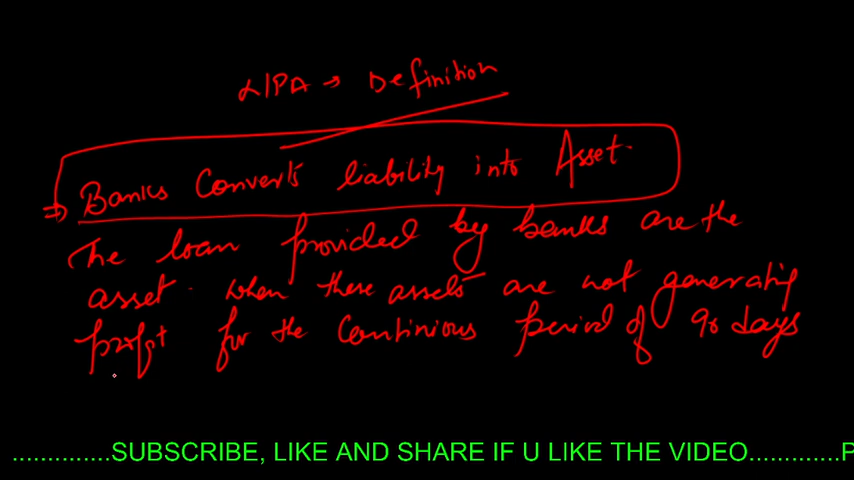 NPA → Definition
⇒ Banks Converts liability into Asset.
The loan provided by banks are the
asset. when these assets are not generating
profit for the Continious period of 90 days
..............SUBSCRIBE, LIKE AND SHARE IF U LIKE THE VIDEO.............P